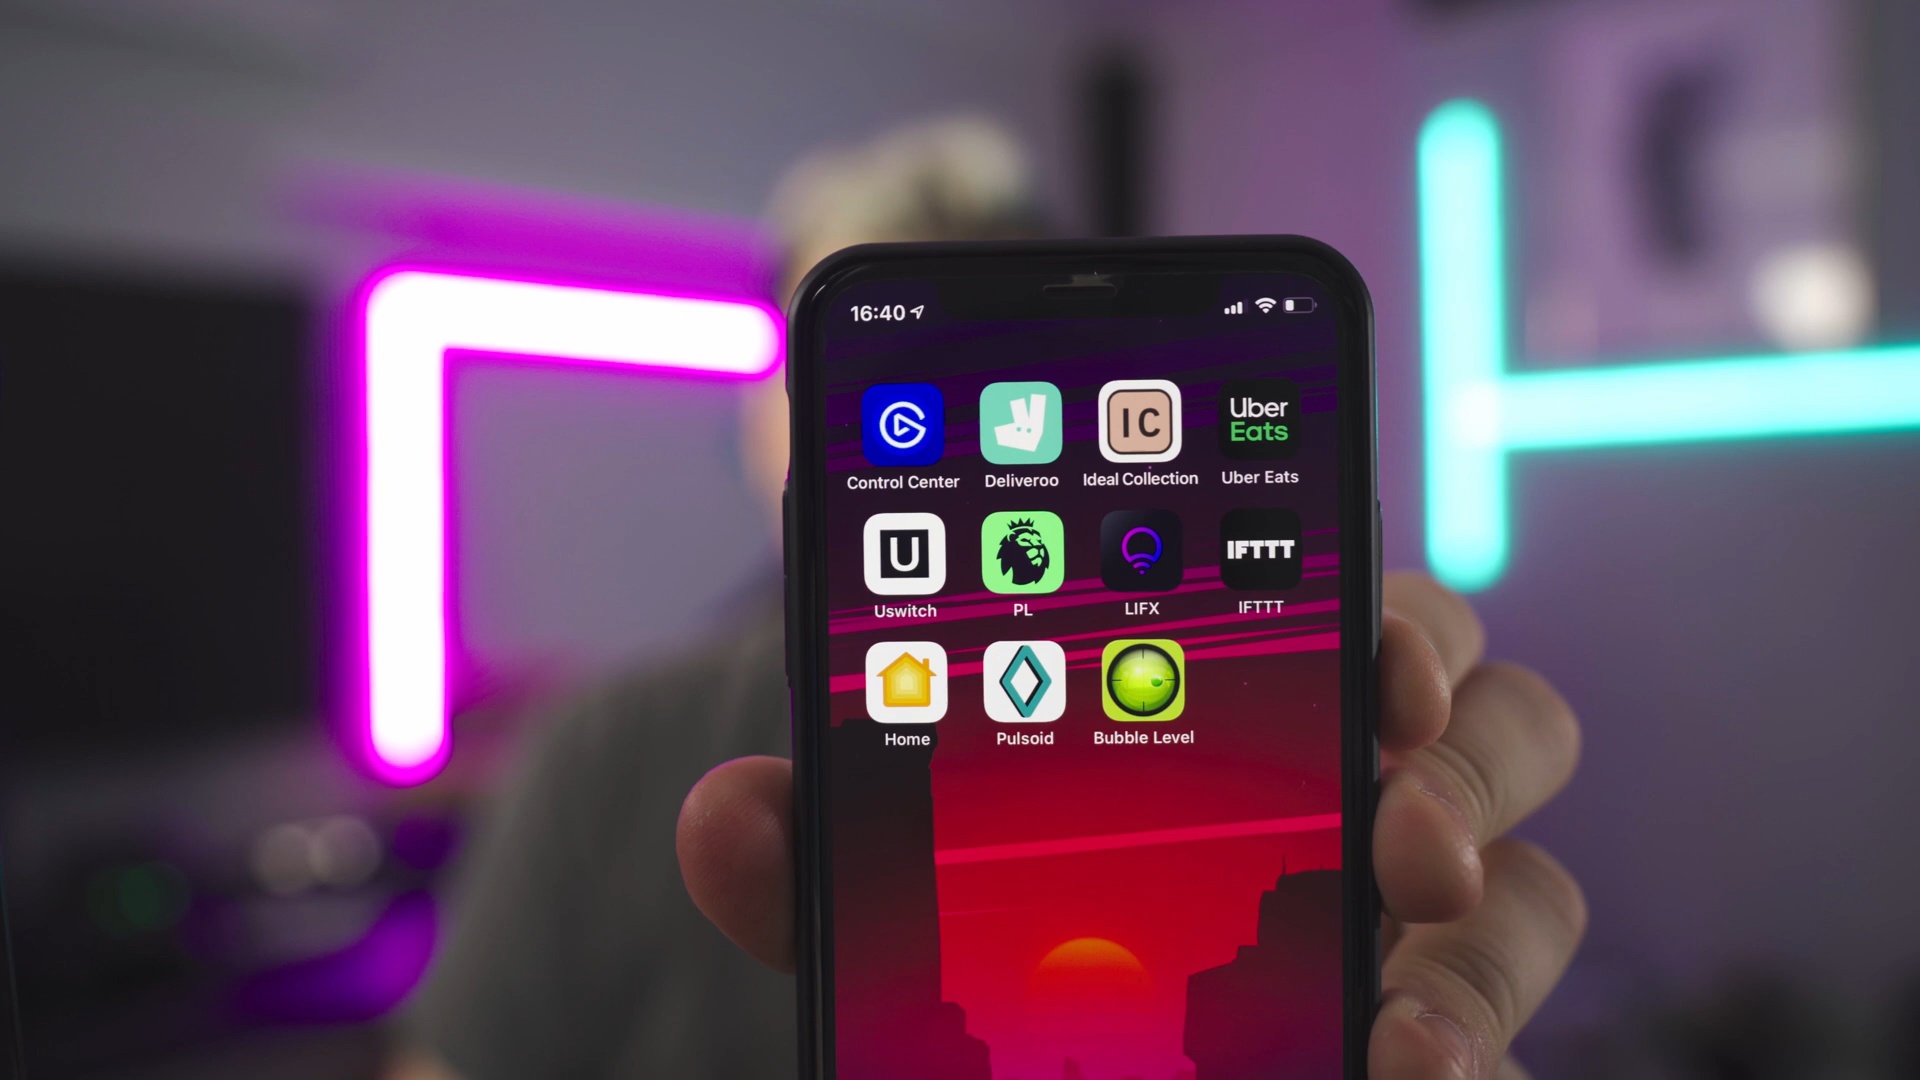 16:40
IC
Uber
Eats
Control Center
Deliveroo
Ideal Collection
Uber Eats
U
IFTTT
Uswitch
PL
LIFX
IFTTT
Home
Pulsoid
Bubble Level